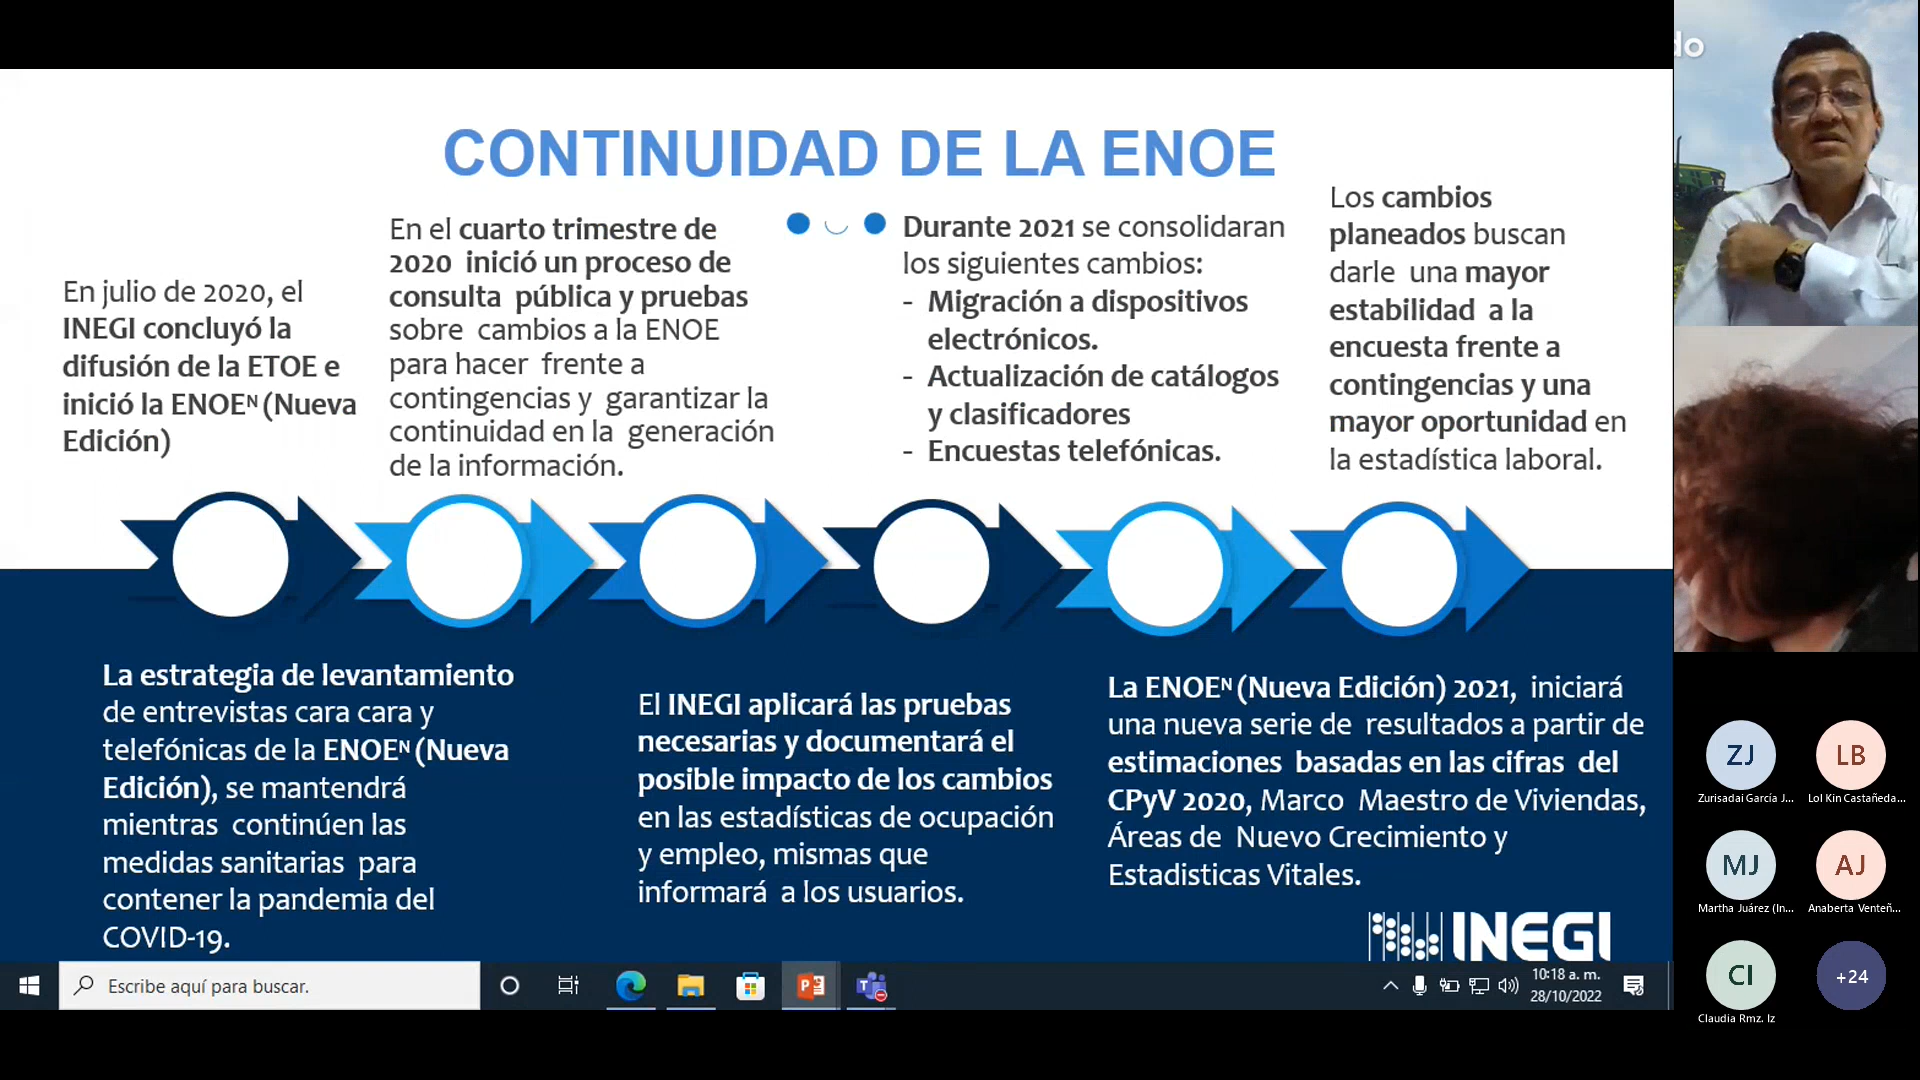 CONTINUIDAD DE LA ENOE
En julio de 2020, el
INEGI concluyó la
difusión de la ETOE e
inició la ENOEᴺ (Nueva
Edición)
En el cuarto trimestre de
2020 inició un proceso de
consulta pública y pruebas
sobre cambios a la ENOE
para hacer frente a
contingencias y garantizar la
continuidad en la generación
de la información.
Durante 2021 se consolidaran
los siguientes cambios:
- Migración a dispositivos
electrónicos.
- Actualización de catálogos
y clasificadores
- Encuestas telefónicas.
Los cambios
planeados buscan
darle una mayor
estabilidad a la
encuesta frente a
contingencias y una
mayor oportunidad en
la estadística laboral.
La estrategia de levantamiento
de entrevistas cara cara y
telefónicas de la ENOEᴺ (Nueva
Edición), se mantendrá
mientras continúen las
medidas sanitarias para
contener la pandemia del
COVID-19.
El INEGI aplicará las pruebas
necesarias y documentará el
posible impacto de los cambios
en las estadísticas de ocupación
y empleo, mismas que
informará a los usuarios.
La ENOEᴺ (Nueva Edición) 2021, iniciará
una nueva serie de resultados a partir de
estimaciones basadas en las cifras del
CPyV 2020, Marco Maestro de Viviendas,
Áreas de Nuevo Crecimiento y
Estadisticas Vitales.
INEGI
Escribe aquí para buscar.
10:18 a. m.
28/10/2022
do
ZJ
Zurisadai García J...
LB
Lol Kin Castañeda...
MJ
Martha Juárez (In...
AJ
Anaberta Venteñ...
CI
Claudia Rmz. Iz
+24